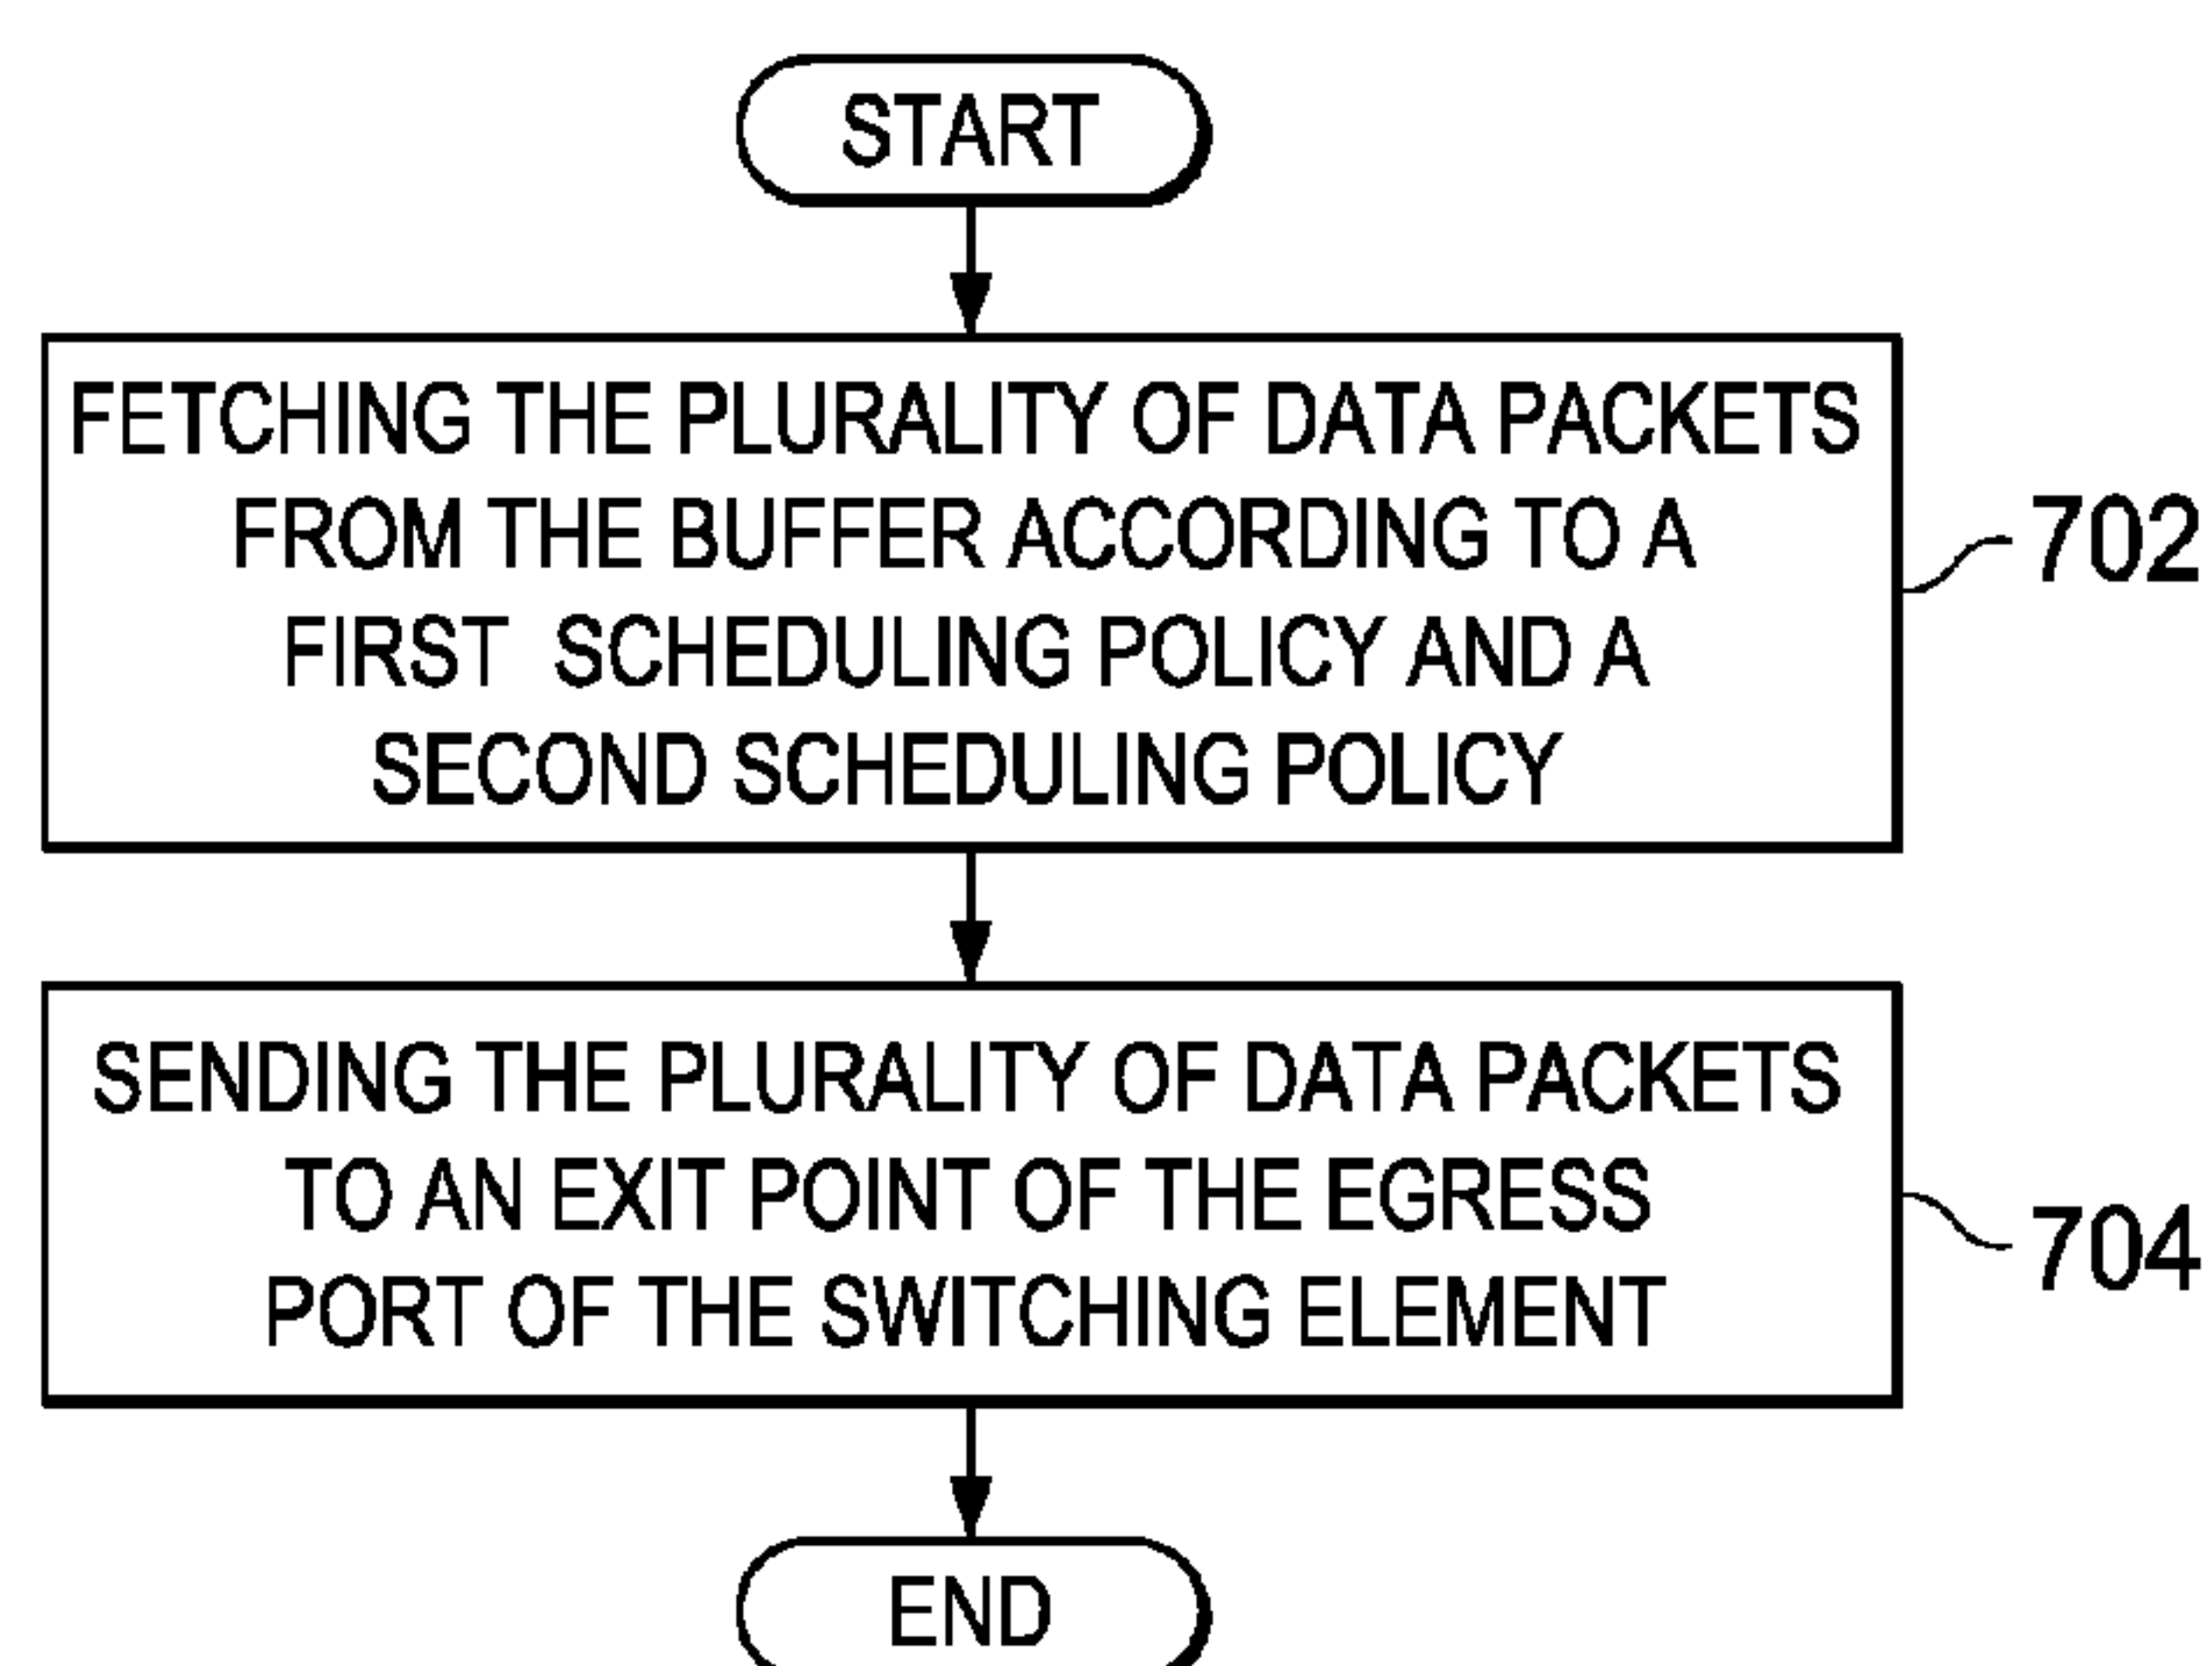 START
FETCHING THE PLURALITY OF DATA PACKETS
FROM THE BUFFER ACCORDING TO A
FIRST SCHEDULING POLICY AND A
SECOND SCHEDULING POLICY
702
SENDING THE PLURALITY OF DATA PACKETS
TO AN EXIT POINT OF THE EGRESS
PORT OF THE SWITCHING ELEMENT
704
END